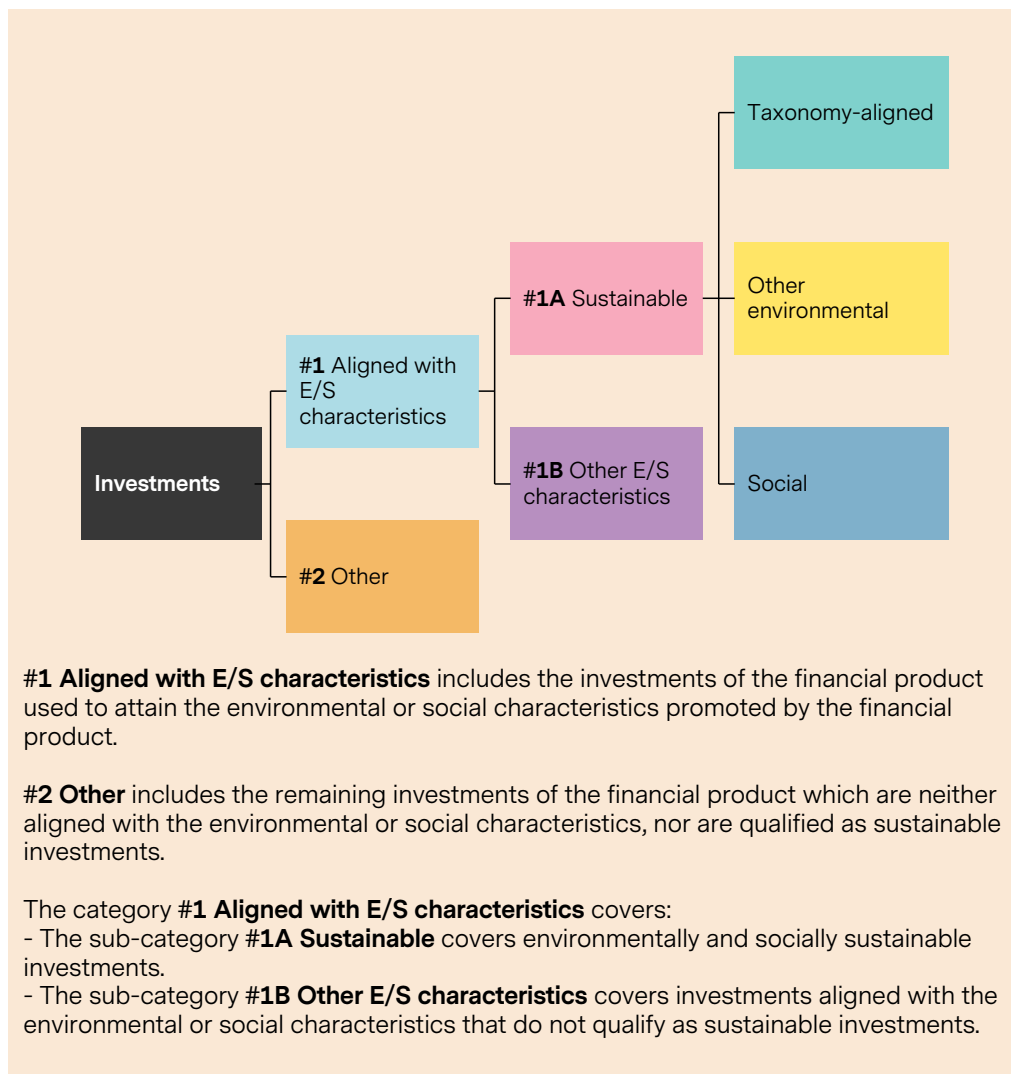 Taxonomy-aligned
#1A Sustainable
Other
environmental
#1 Aligned with
E/S
characteristics
Investments
#1B Other E/S
characteristics
Social
#2 Other
#1 Aligned with E/S characteristics includes the investments of the financial product
used to attain the environmental or social characteristics promoted by the financial
product.
#2 Other includes the remaining investments of the financial product which are neither
aligned with the environmental or social characteristics, nor are qualified as sustainable
investments.
The category #1 Aligned with E/S characteristics covers:
- The sub-category #1A Sustainable covers environmentally and socially sustainable
investments.
- The sub-category #1B Other E/S characteristics covers investments aligned with the
environmental or social characteristics that do not qualify as sustainable investments.